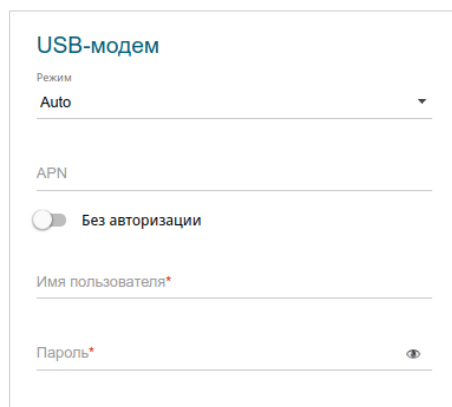 USB-модем
Режим
Auto
APN
Без авторизации
Имя пользователя*
Пароль*